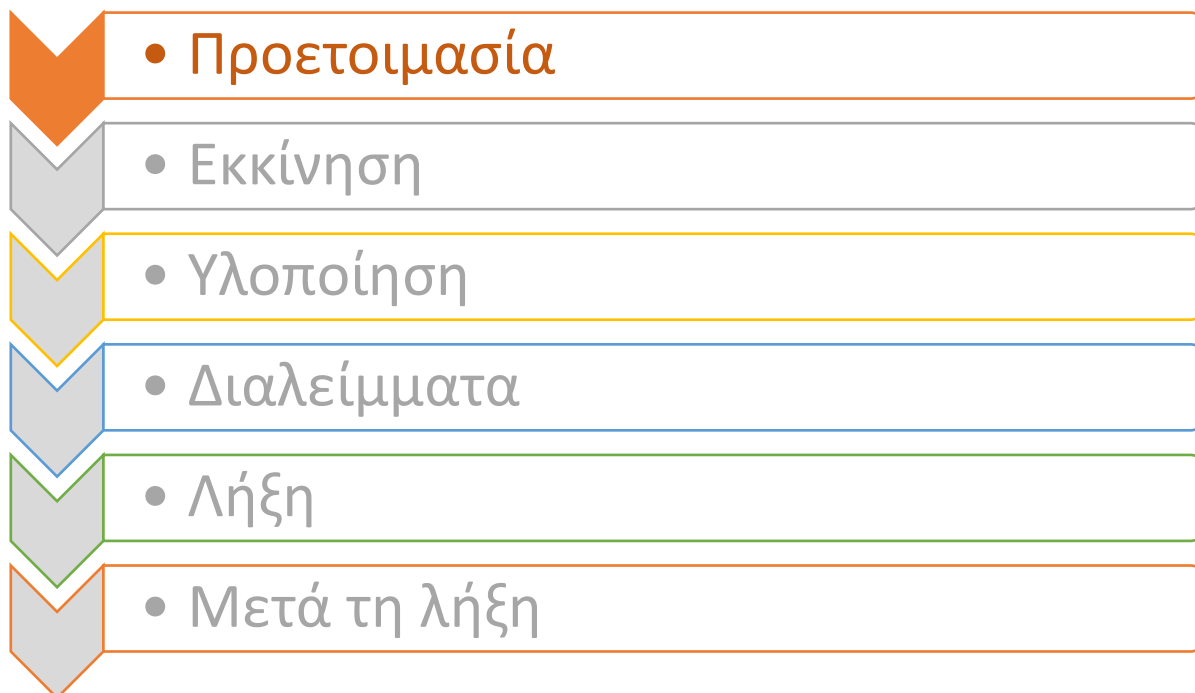 • Προετοιμασία
• Εκκίνηση
• Υλοποίηση
• Διαλείμματα
• Λήξη
• Μετά τη λήξη